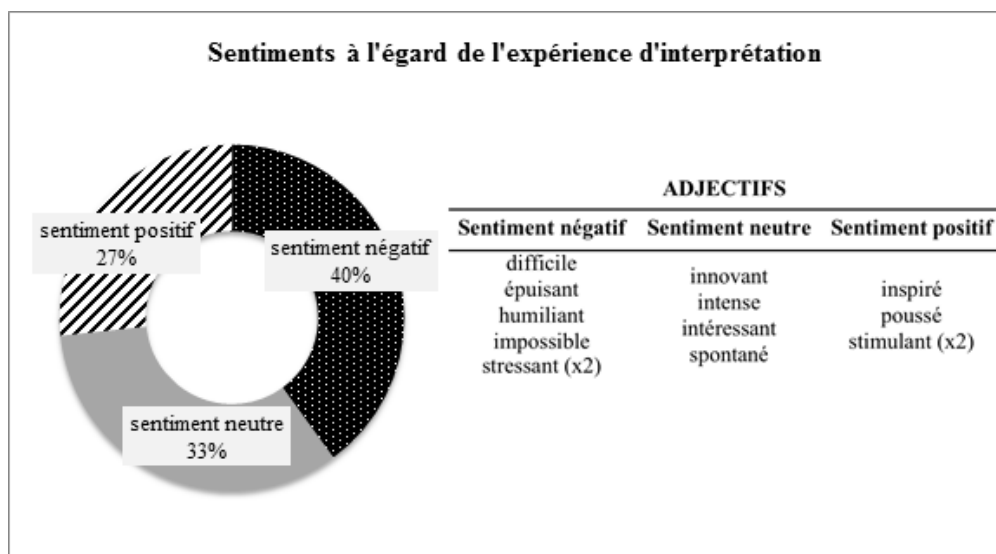 Sentiments à l'égard de l'expérience d'interprétation
sentiment positif
27%
sentiment négatif
40%
sentiment neutre
33%
ADJECTIFS
Sentiment négatif Sentiment neutre Sentiment positif
difficile
épuisant
humiliant
impossible
stressant (x2)
innovant
intense
intéressant
spontané
inspiré
poussé
stimulant (x2)